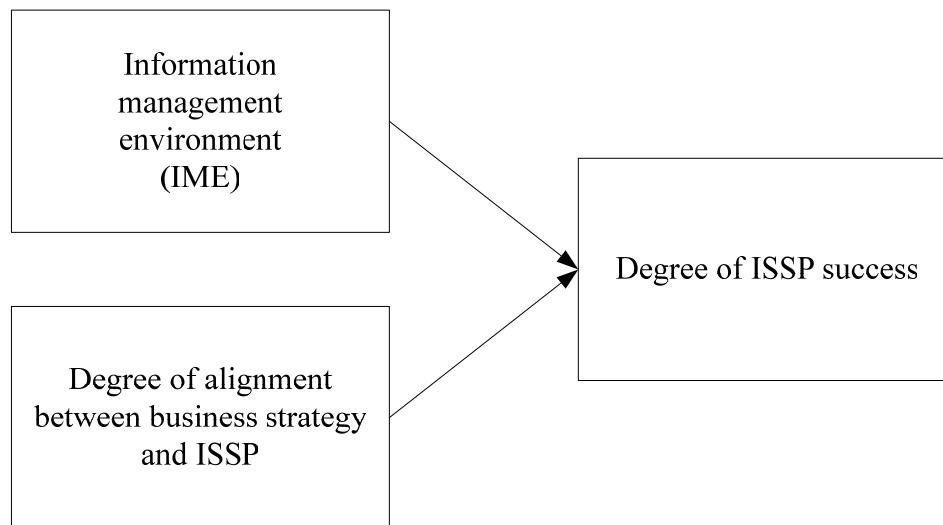 Information
management
environment
(IME)
Degree of alignment
between business strategy
and ISSP
Degree of ISSP success